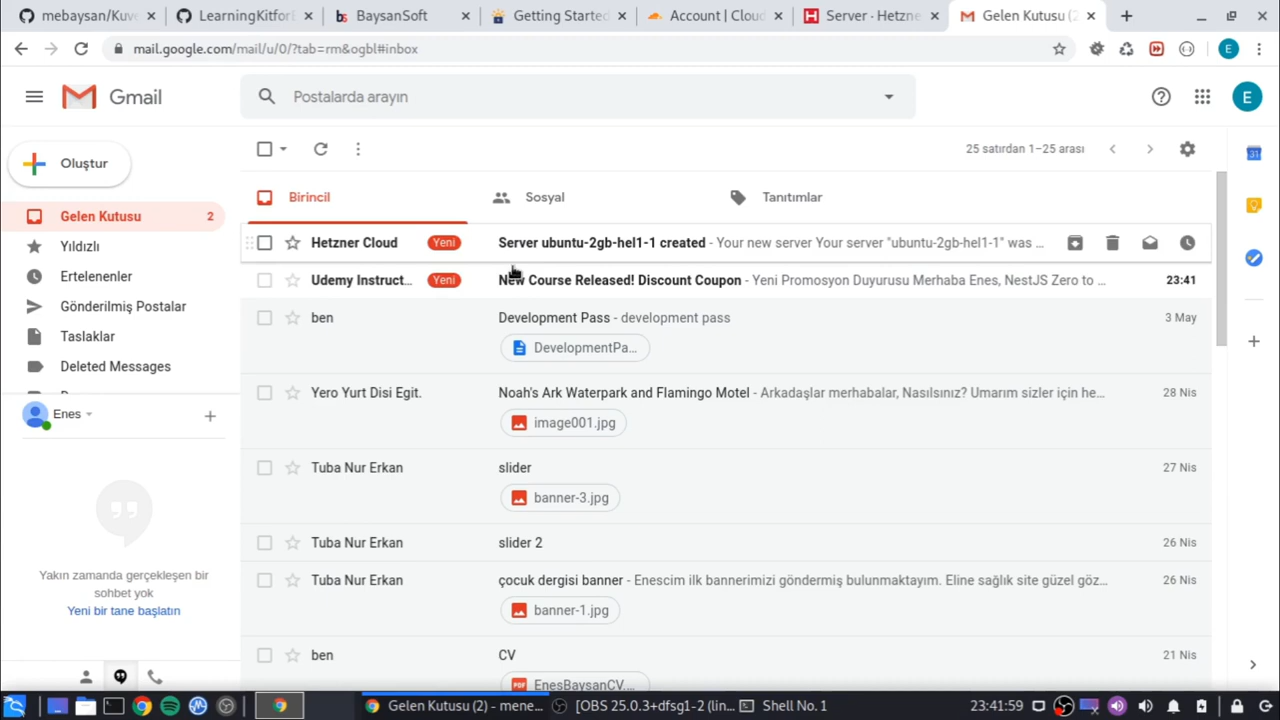 mebaysan/Kuve
LearningKitforE
BaysanSoft
Getting Started
Account | Cloud
Server · Hetzne
Gelen Kutusu (2
mail.google.com/mail/u/0/?tab=rm&ogbl#inbox
E
Gmail
Postalarda arayın
E
Oluştur
25 satırdan 1–25 arası
Gelen Kutusu 2
Yıldızlı
Ertelenenler
Gönderilmiş Postalar
Taslaklar
Deleted Messages
Enes
Yakın zamanda gerçekleşen bir
sohbet yok
Yeni bir tane başlatın
Birincil
Sosyal
Tanıtımlar
Hetzner Cloud Yeni Server ubuntu-2gb-hel1-1 created - Your new server Your server "ubuntu-2gb-hel1-1" was ...
Udemy Instruct... Yeni New Course Released! Discount Coupon - Yeni Promosyon Duyurusu Merhaba Enes, NestJS Zero to ... 23:41
ben Development Pass - development pass 3 May
DevelopmentPa...
Yero Yurt Disi Egit. Noah's Ark Waterpark and Flamingo Motel - Arkadaşlar merhabalar, Nasılsınız? Umarım sizler için he... 28 Nis
image001.jpg
Tuba Nur Erkan slider 27 Nis
banner-3.jpg
Tuba Nur Erkan slider 2 26 Nis
Tuba Nur Erkan çocuk dergisi banner - Enescim ilk bannerimizi göndermiş bulunmaktayım. Eline sağlık site güzel göz... 26 Nis
banner-1.jpg
ben CV 21 Nis
PDF EnesBaysanCV....
31
Gelen Kutusu (2) - mene...
[OBS 25.0.3+dfsg1-2 (lin...
Shell No. 1
23:41:59